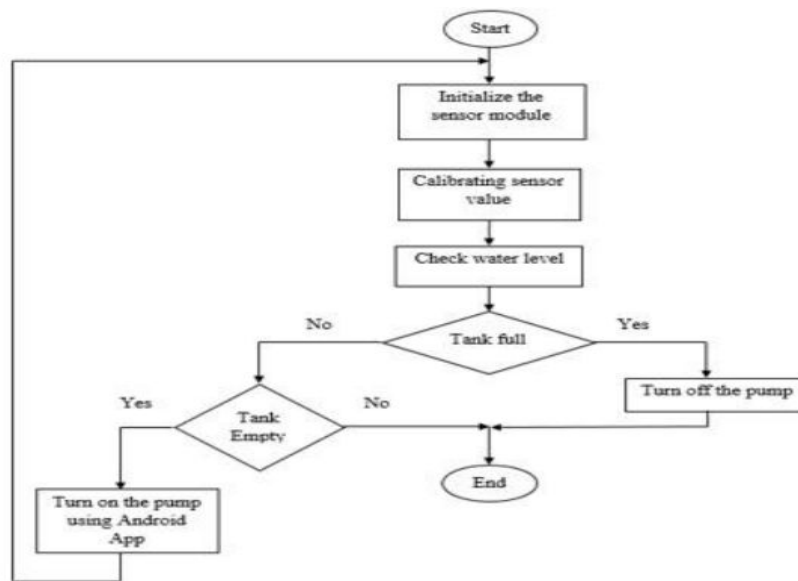 Start
Initialize the
sensor module
Calibrating sensor
value
Check water level
No
Tank full
Yes
Turn off the pump
Yes
Tank
Empty
No
End
Turn on the pump
using Android
App